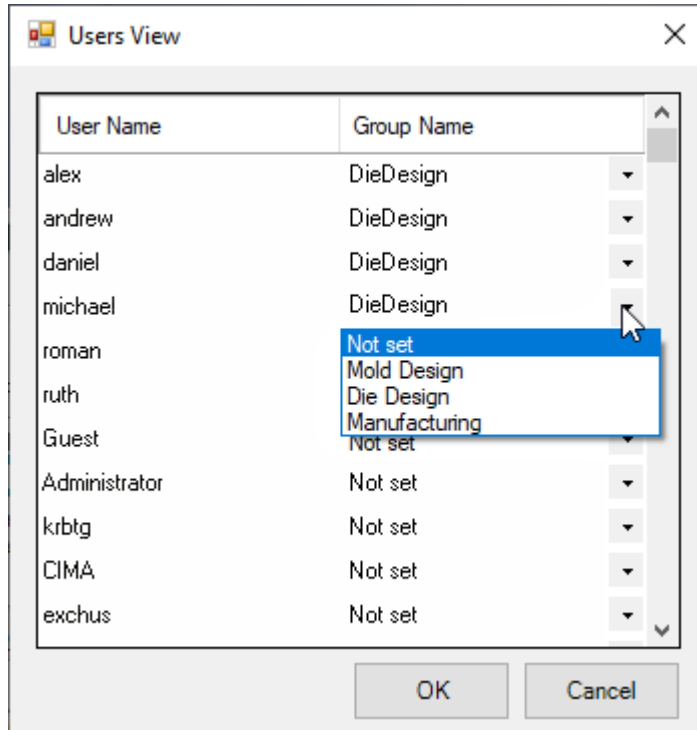 Users View
User Name Group Name
alex DieDesign
andrew DieDesign
daniel DieDesign
michael DieDesign
roman Not set
Mold Design
ruth Die Design
Manufacturing
Guest Not set
Administrator Not set
krbtg Not set
CIMA Not set
exchus Not set
OK Cancel